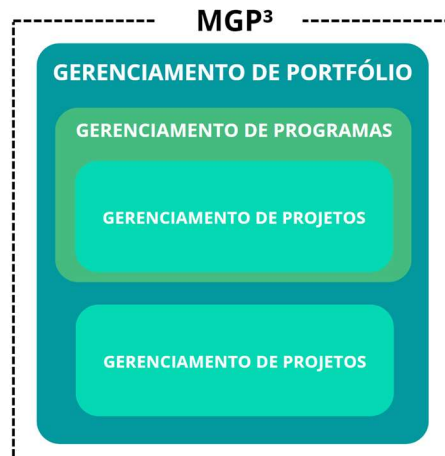 MGP³
GERENCIAMENTO DE PORTFÓLIO
GERENCIAMENTO DE PROGRAMAS
GERENCIAMENTO DE PROJETOS
GERENCIAMENTO DE PROJETOS